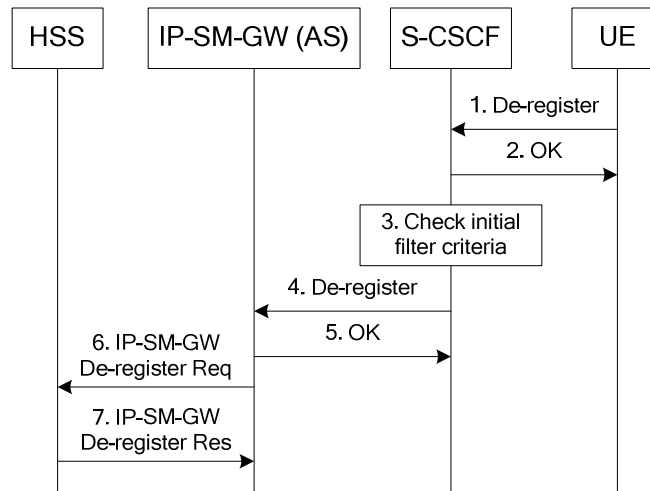 HSS
IP-SM-GW (AS)
S-CSCF
UE
1. De-register
2. OK
3. Check initial
filter criteria
4. De-register
5. OK
6. IP-SM-GW
De-register Req
7. IP-SM-GW
De-register Res